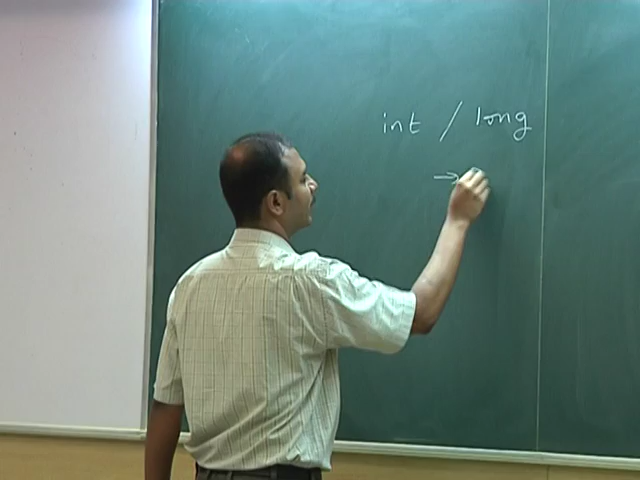 int / long
→